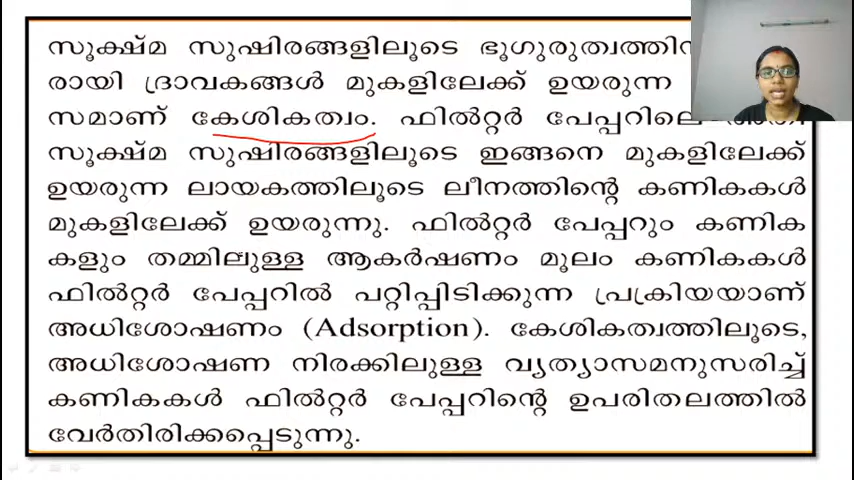 സൂക്ഷ്മ സുഷിരങ്ങളിലൂടെ ഭൂഗുരുത്വത്തിന
രായി ദ്രാവകങ്ങൾ മുകളിലേക്ക് ഉയരുന്ന
സമാണ് കേശികത്വം. ഫിൽറ്റർ പേപ്പറിലെ
സൂക്ഷ്മ സുഷിരങ്ങളിലൂടെ ഇങ്ങനെ മുകളിലേക്ക്
ഉയരുന്ന ലായകത്തിലൂടെ ലീനത്തിന്റെ കണികകൾ
മുകളിലേക്ക് ഉയരുന്നു. ഫിൽറ്റർ പേപ്പറും കണിക
കളും തമ്മിലുള്ള ആകർഷണം മൂലം കണികകൾ
ഫിൽറ്റർ പേപ്പറിൽ പറ്റിപ്പിടിക്കുന്ന പ്രക്രിയയാണ്
അധിശോഷണം (Adsorption). കേശികത്വത്തിലൂടെ,
അധിശോഷണ നിരക്കിലുള്ള വ്യത്യാസമനുസരിച്ച്
കണികകൾ ഫിൽറ്റർ പേപ്പറിന്റെ ഉപരിതലത്തിൽ
വേർതിരിക്കപ്പെടുന്നു.